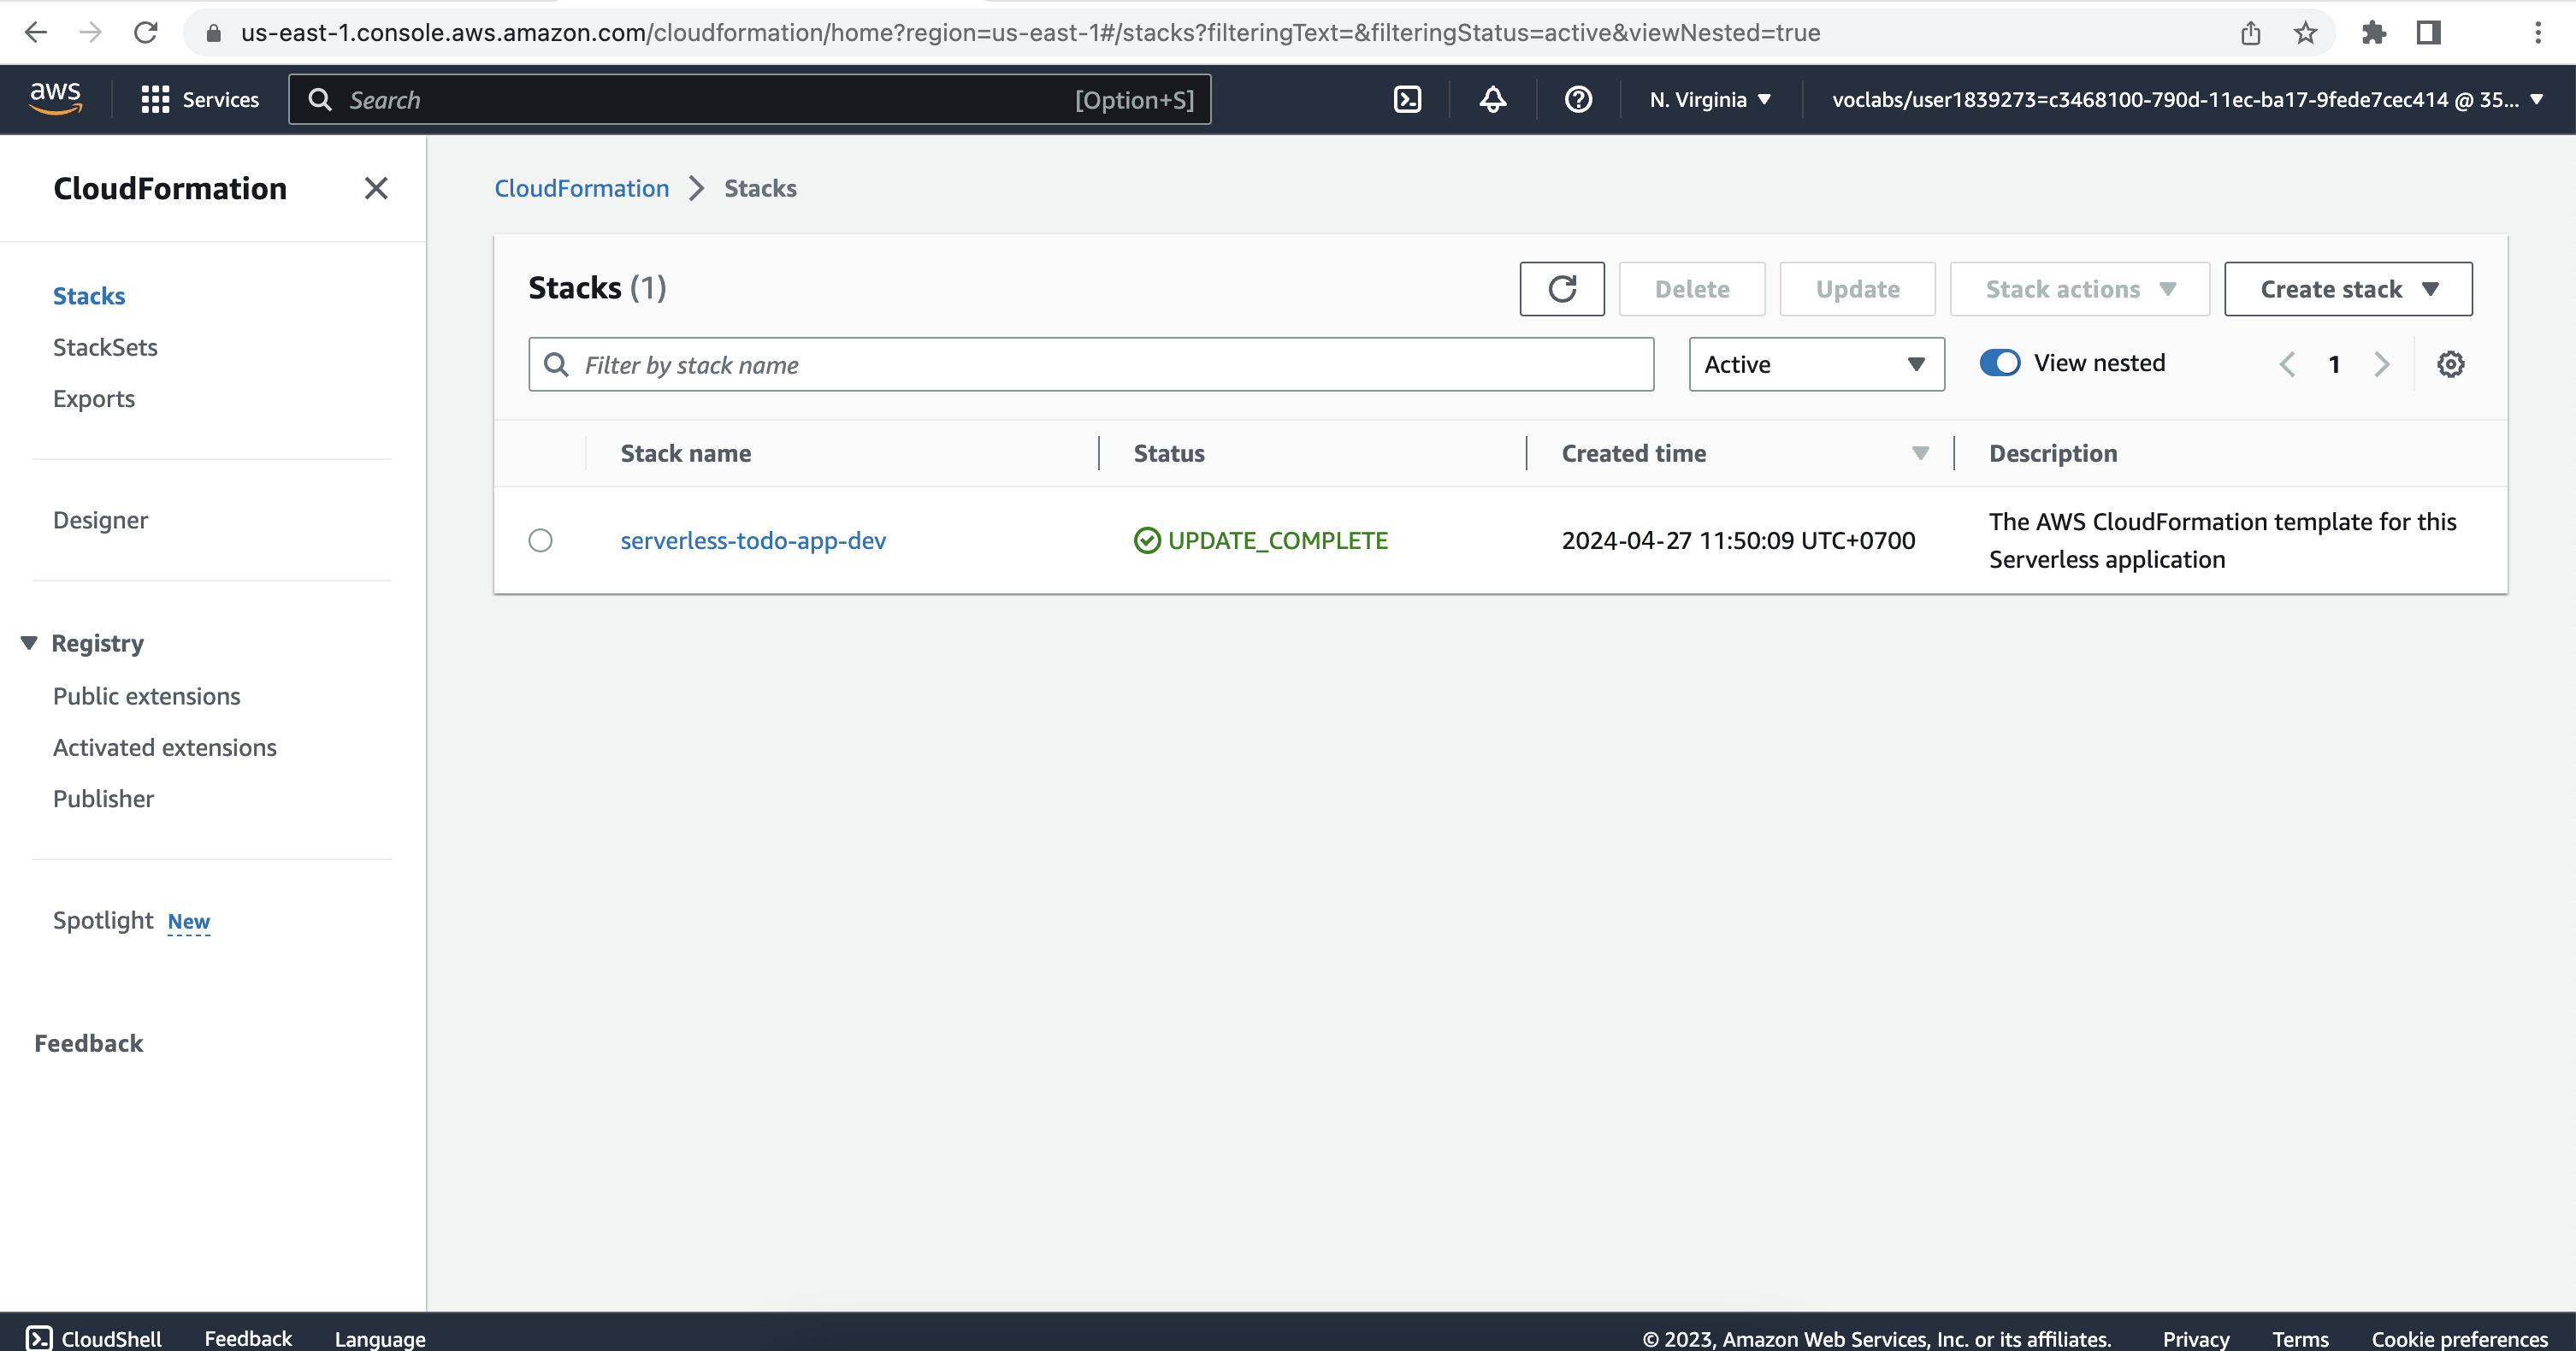 us-east-1.console.aws.amazon.com/cloudformation/home?region=us-east-1#/stacks?filteringText=&filteringStatus=active&viewNested=true
aws
Services
Search
[Option+S]
N. Virginia
voclabs/user1839273=c3468100-790d-11ec-ba17-9fede7cec414 @ 35...
CloudFormation
Stacks
StackSets
Exports
Designer
Registry
Public extensions
Activated extensions
Publisher
Spotlight New
Feedback
CloudFormation > Stacks
Stacks (1)
Delete
Update
Stack actions
Create stack
Filter by stack name
Active
View nested
1
Stack name
Status
Created time
Description
serverless-todo-app-dev
UPDATE_COMPLETE
2024-04-27 11:50:09 UTC+0700
The AWS CloudFormation template for this
Serverless application
CloudShell
Feedback
Language
© 2023, Amazon Web Services, Inc. or its affiliates.
Privacy
Terms
Cookie preferences